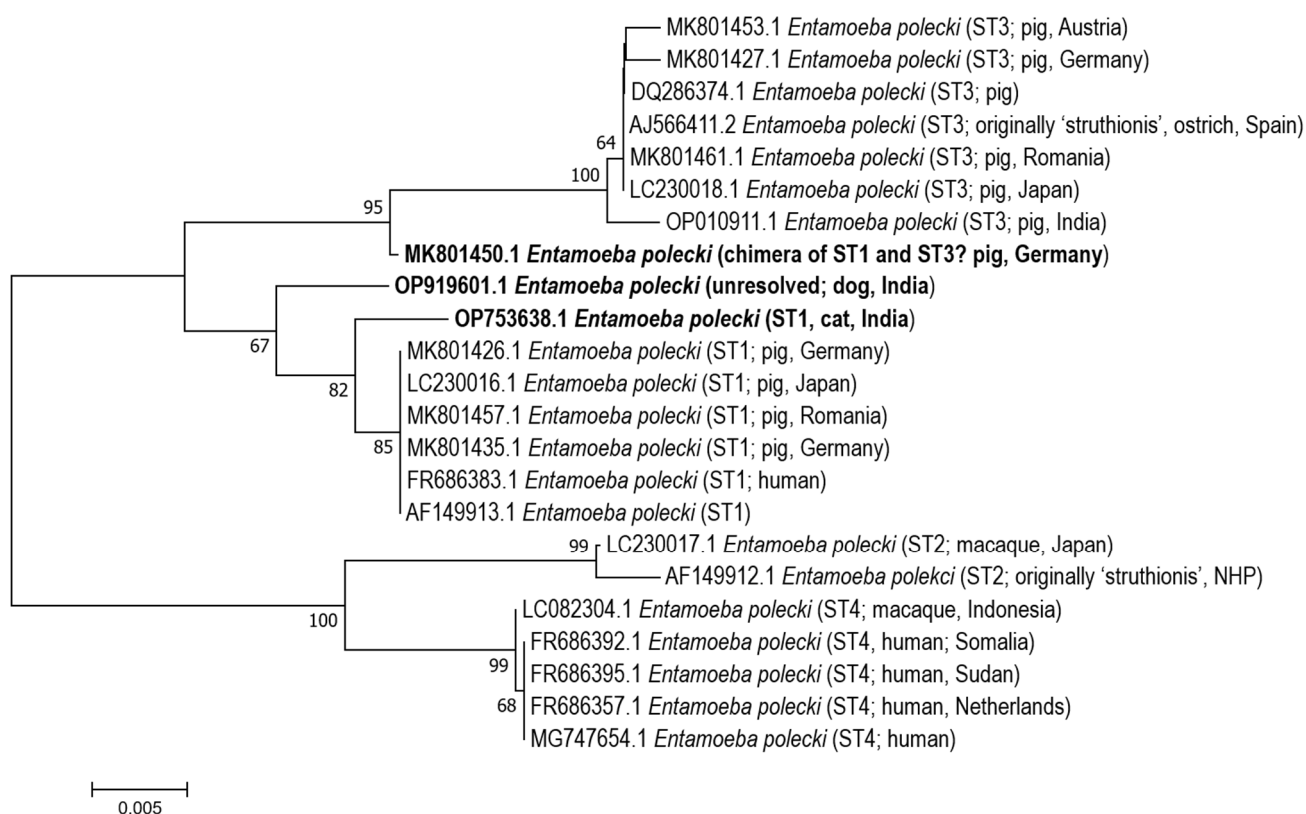 MK801453.1 Entamoeba polecki (ST3; pig, Austria)
MK801427.1 Entamoeba polecki (ST3; pig, Germany)
DQ286374.1 Entamoeba polecki (ST3; pig)
AJ566411.2 Entamoeba polecki (ST3; originally ‘struthionis’, ostrich, Spain)
64
MK801461.1 Entamoeba polecki (ST3; pig, Romania)
100
LC230018.1 Entamoeba polecki (ST3; pig, Japan)
95
OP010911.1 Entamoeba polecki (ST3; pig, India)
MK801450.1 Entamoeba polecki (chimera of ST1 and ST3? pig, Germany)
OP919601.1 Entamoeba polecki (unresolved; dog, India)
OP753638.1 Entamoeba polecki (ST1, cat, India)
67
MK801426.1 Entamoeba polecki (ST1; pig, Germany)
LC230016.1 Entamoeba polecki (ST1; pig, Japan)
82
MK801457.1 Entamoeba polecki (ST1; pig, Romania)
85
MK801435.1 Entamoeba polecki (ST1; pig, Germany)
FR686383.1 Entamoeba polecki (ST1; human)
AF149913.1 Entamoeba polecki (ST1)
99
LC230017.1 Entamoeba polecki (ST2; macaque, Japan)
AF149912.1 Entamoeba polekci (ST2; originally ‘struthionis’, NHP)
100
LC082304.1 Entamoeba polecki (ST4; macaque, Indonesia)
FR686392.1 Entamoeba polecki (ST4, human; Somalia)
99
FR686395.1 Entamoeba polecki (ST4; human, Sudan)
68
FR686357.1 Entamoeba polecki (ST4; human, Netherlands)
MG747654.1 Entamoeba polecki (ST4; human)
0.005